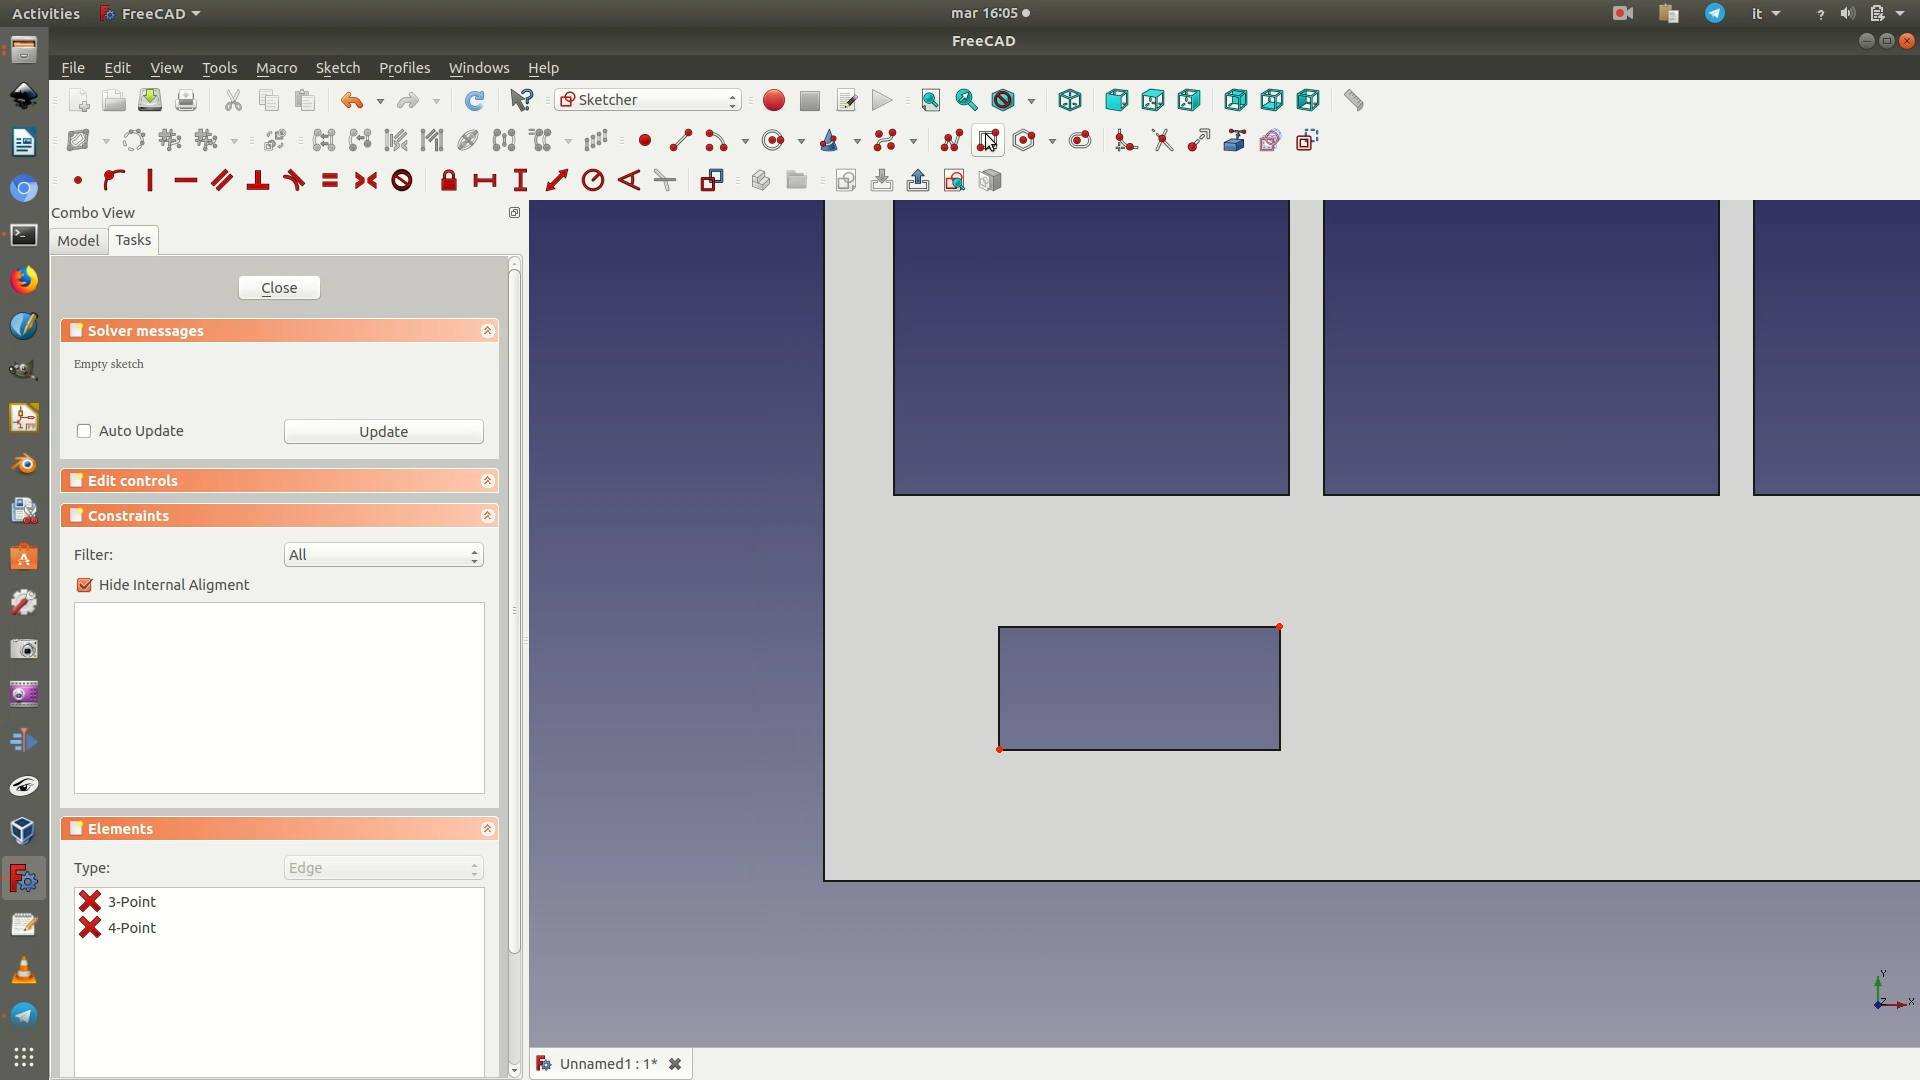 Activities FreeCAD mar 16:05 it ?
FreeCAD
File Edit View Tools Macro Sketch Profiles Windows Help
Sketcher
Combo View
Model Tasks
Close
Solver messages
Empty sketch
Auto Update Update
Edit controls
Constraints
Filter: All
Hide Internal Aligment
Elements
Type: Edge
3-Point
4-Point
Y
Z X
Unnamed1 : 1*